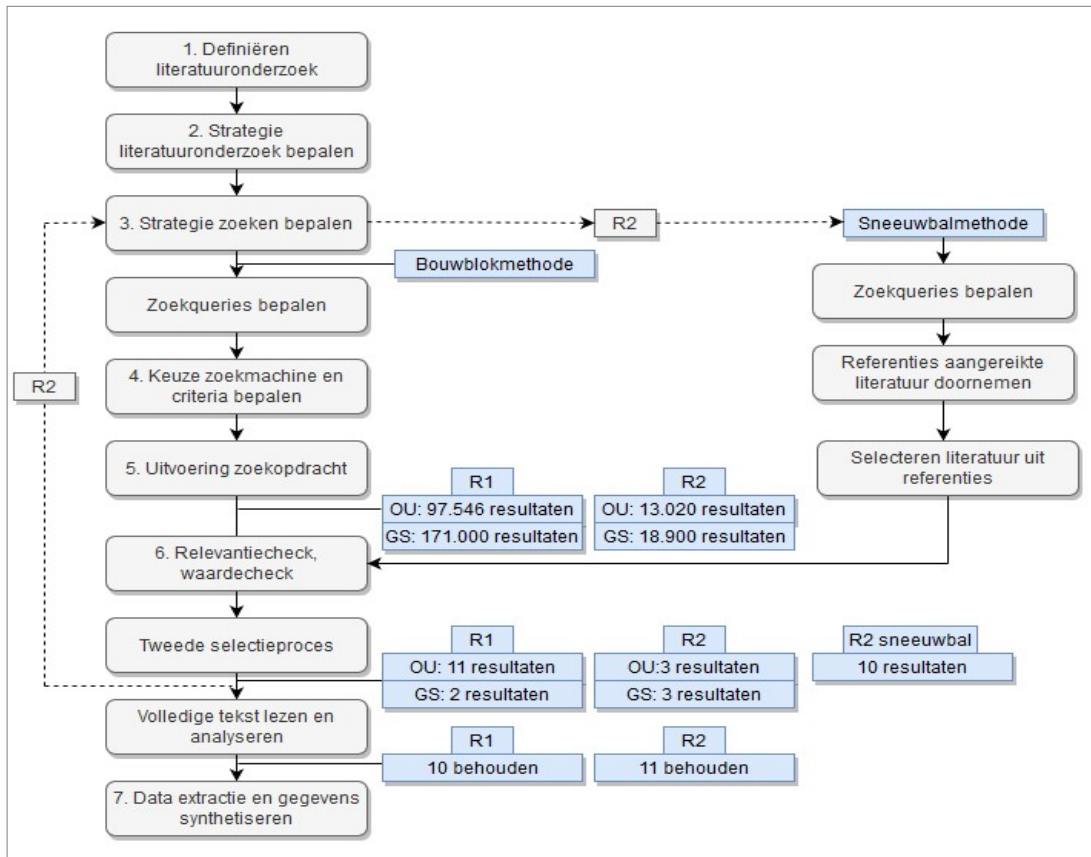 1. Definiëren
literatuuronderzoek
2. Strategie
literatuuronderzoek bepalen
3. Strategie zoeken bepalen
R2
Sneeuwbalmethode
Bouwblokmethode
Zoekqueries bepalen
Zoekqueries bepalen
R2
4. Keuze zoekmachine en
criteria bepalen
Referenties aangereikte
literatuur doornemen
5. Uitvoering zoekopdracht
Selecteren literatuur uit
referenties
R1
OU: 97.546 resultaten
GS: 171.000 resultaten
R2
OU: 13.020 resultaten
GS: 18.900 resultaten
6. Relevantiecheck,
waardecheck
Tweede selectieproces
R1
OU: 11 resultaten
GS: 2 resultaten
R2
OU:3 resultaten
GS: 3 resultaten
R2 sneeuwbal
10 resultaten
Volledige tekst lezen en
analyseren
R1
10 behouden
R2
11 behouden
7. Data extractie en gegevens
synthetiseren